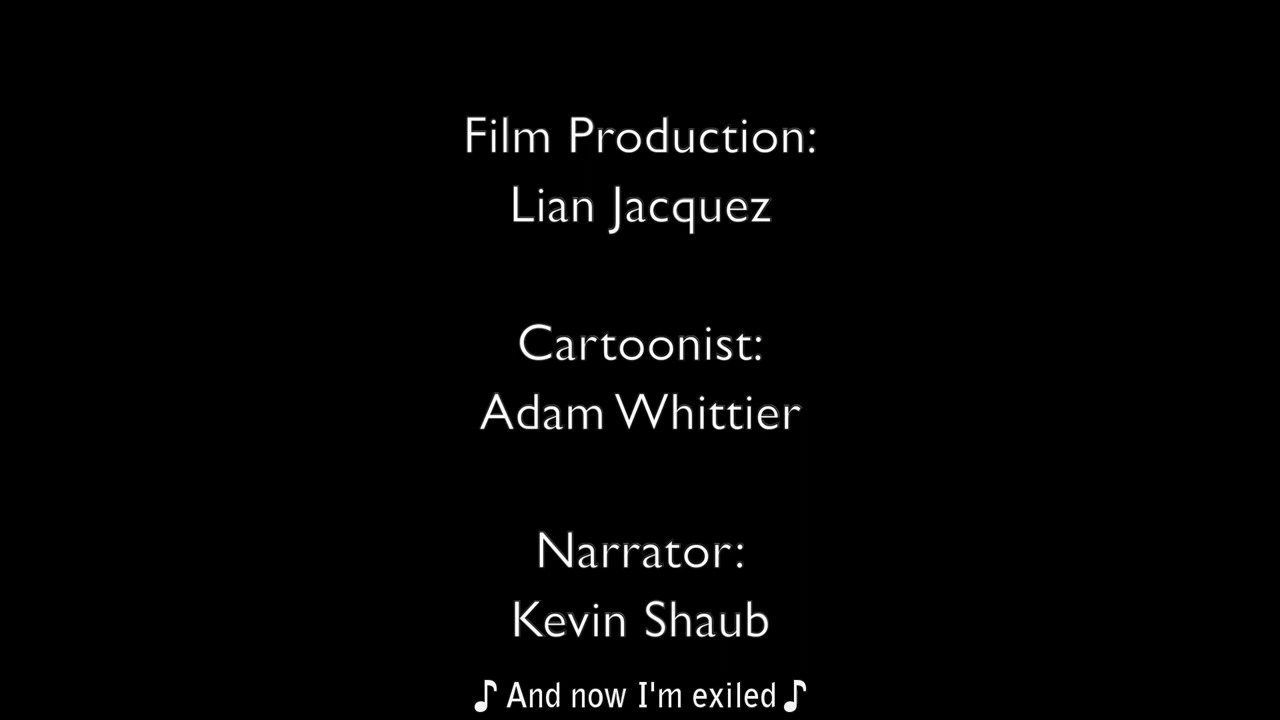 Film Production:
Lian Jacquez
Cartoonist:
Adam Whittier
Narrator:
Kevin Shaub
♪ And now I'm exiled ♪